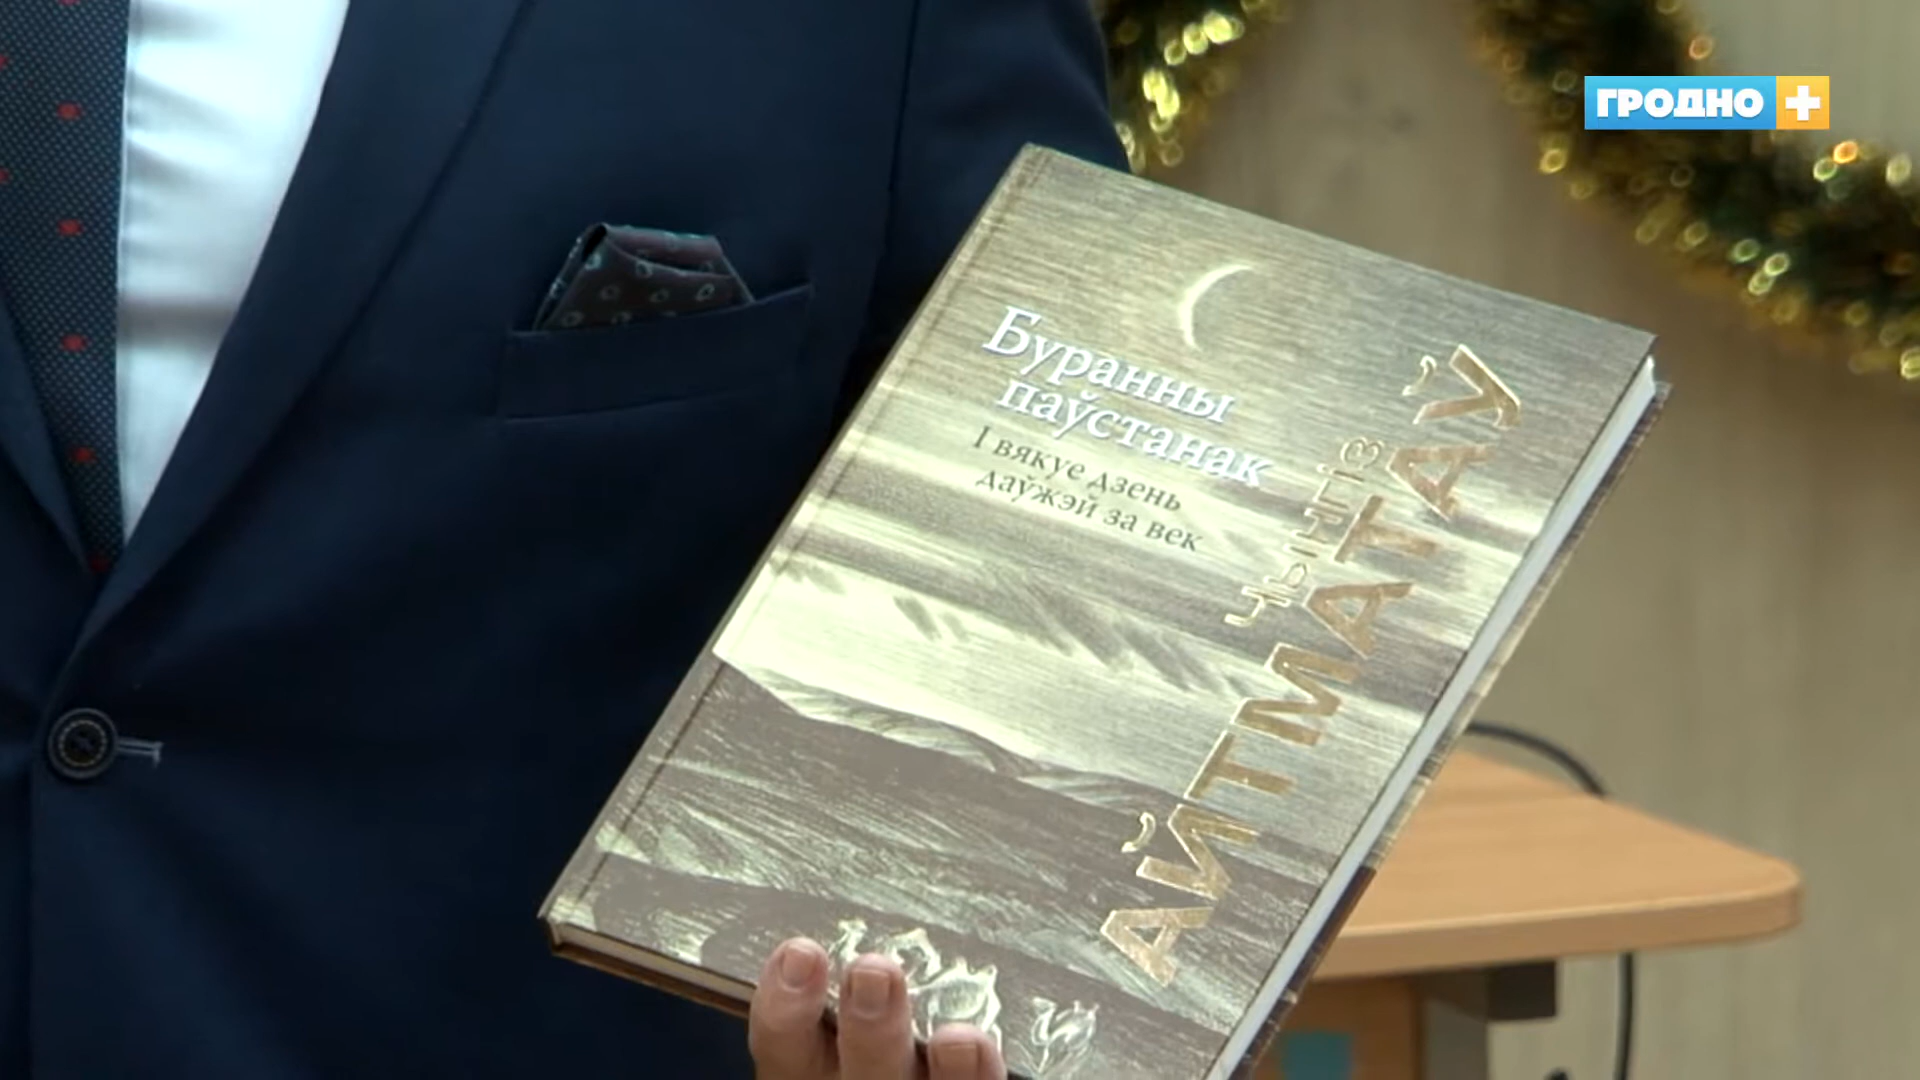 ГРОДНО +
Буранны
паўстанак
І вякуе дзень
даўжэй за век
ЧЫНГІЗ
АЙТМАТАЎ